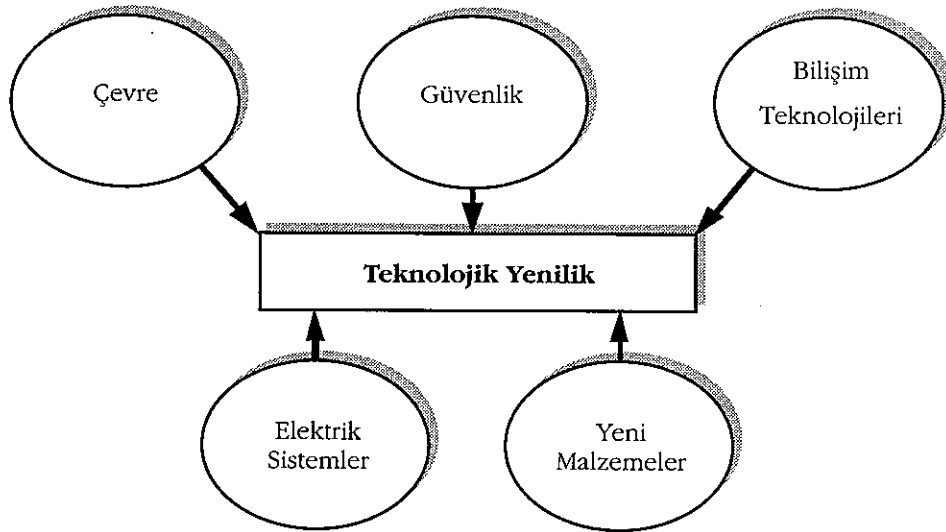 Çevre
Güvenlik
Bilişim
Teknolojileri
Teknolojik Yenilik
Elektrik
Sistemler
Yeni
Malzemeler